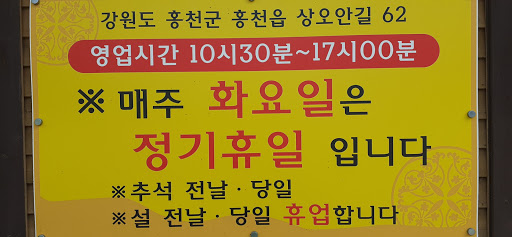 강원도 홍천군 홍천읍 상오안길 62
영업시간 10시30분~17시00분
※ 매주 화요일은
정기휴일 입니다
※추석 전날 · 당일
※설 전날 · 당일 휴업합니다